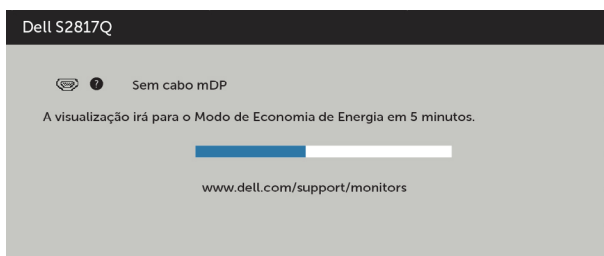 Dell S2817Q
? Sem cabo mDP
A visualização irá para o Modo de Economia de Energia em 5 minutos.
www.dell.com/support/monitors